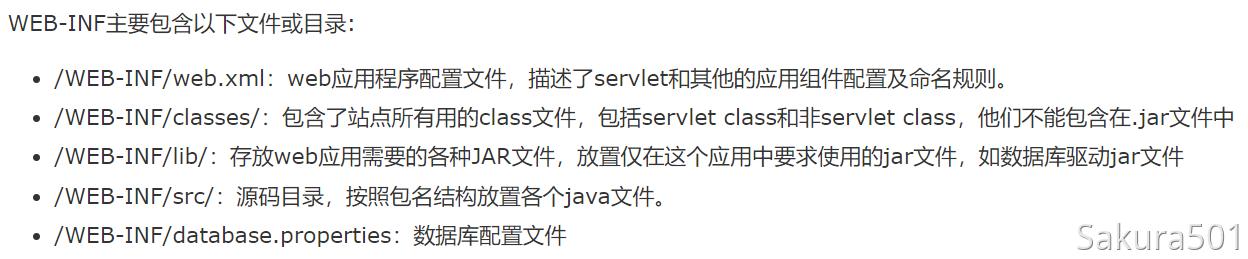 WEB-INF主要包含以下文件或目录:
/WEB-INF/web.xml：web应用程序配置文件，描述了servlet和其他的应用组件配置及命名规则。
/WEB-INF/classes/：包含了站点所有用的class文件，包括servlet class和非servlet class，他们不能包含在.jar文件中
/WEB-INF/lib/：存放web应用需要的各种JAR文件，放置仅在这个应用中要求使用的jar文件，如数据库驱动jar文件
/WEB-INF/src/：源码目录，按照包名结构放置各个java文件。
/WEB-INF/database.properties：数据库配置文件
Sakura501